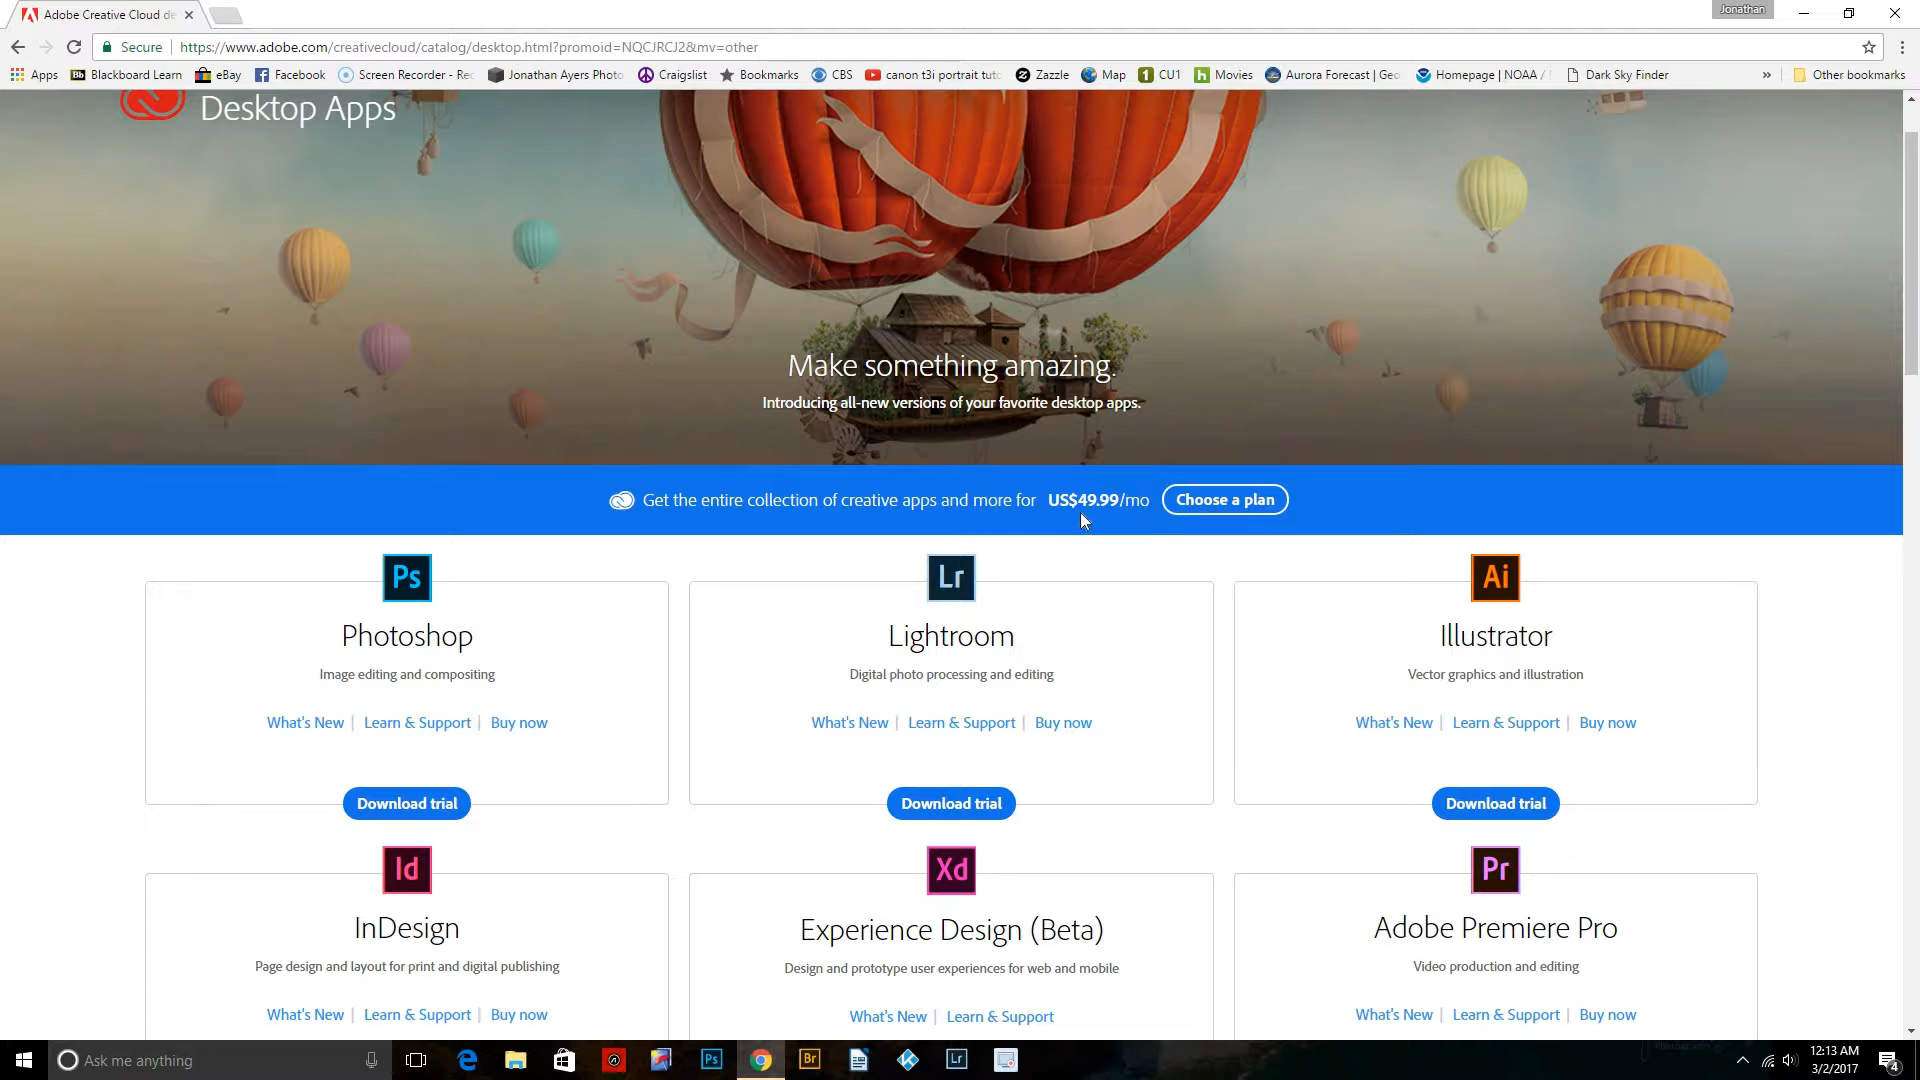 Adobe Creative Cloud de
Jonathan
Secure
https://www.adobe.com/creativecloud/catalog/desktop.html?promoid=NQCJRCJ2&mv=other
Apps
Bb Blackboard Learn
eBay
Facebook
Screen Recorder - Rec
Jonathan Ayers Photo
Craigslist
Bookmarks
CBS
canon t3i portrait tuto
Zazzle
Map
1 CU1
h Movies
Aurora Forecast | Geo
Homepage | NOAA /
Dark Sky Finder
»
Other bookmarks
Desktop Apps
Make something amazing.
Introducing all-new versions of your favorite desktop apps.
Get the entire collection of creative apps and more for US$49.99/mo Choose a plan
Ps
Photoshop
Image editing and compositing
What's New | Learn & Support | Buy now
Download trial
Lr
Lightroom
Digital photo processing and editing
What's New | Learn & Support | Buy now
Download trial
Ai
Illustrator
Vector graphics and illustration
What's New | Learn & Support | Buy now
Download trial
Id
InDesign
Page design and layout for print and digital publishing
What's New | Learn & Support | Buy now
Xd
Experience Design (Beta)
Design and prototype user experiences for web and mobile
What's New | Learn & Support
Pr
Adobe Premiere Pro
Video production and editing
What's New | Learn & Support | Buy now
Ask me anything
Ps
Br
Lr
12:13 AM
3/2/2017
4